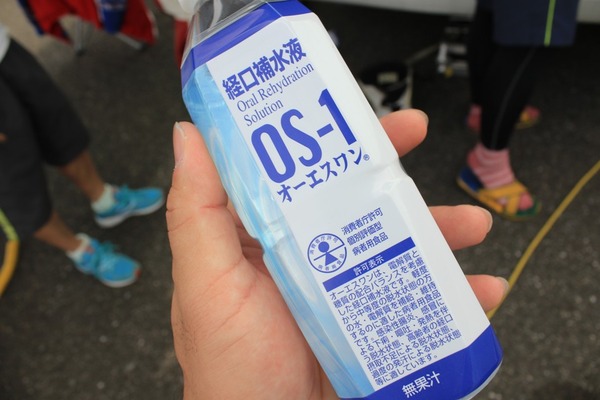 経口補水液
Oral Rehydration
Solution
OS-1
オーエスワン®
消費者庁許可
個別評価型
病者用食品
許可表示
オーエスワンは、電解質と
糖質の配合バランスを考慮
した経口補水液です。軽度
から中等度の脱水状態の方
の水・電解質を補給・維持
するのに適した病者用食品
です。感染性腸炎、感冒に
よる下痢・嘔吐・発熱を伴
う脱水状態、高齢者の経口
摂取不足による脱水状態、
過度の発汗による脱水状態
等に適しています。
無果汁